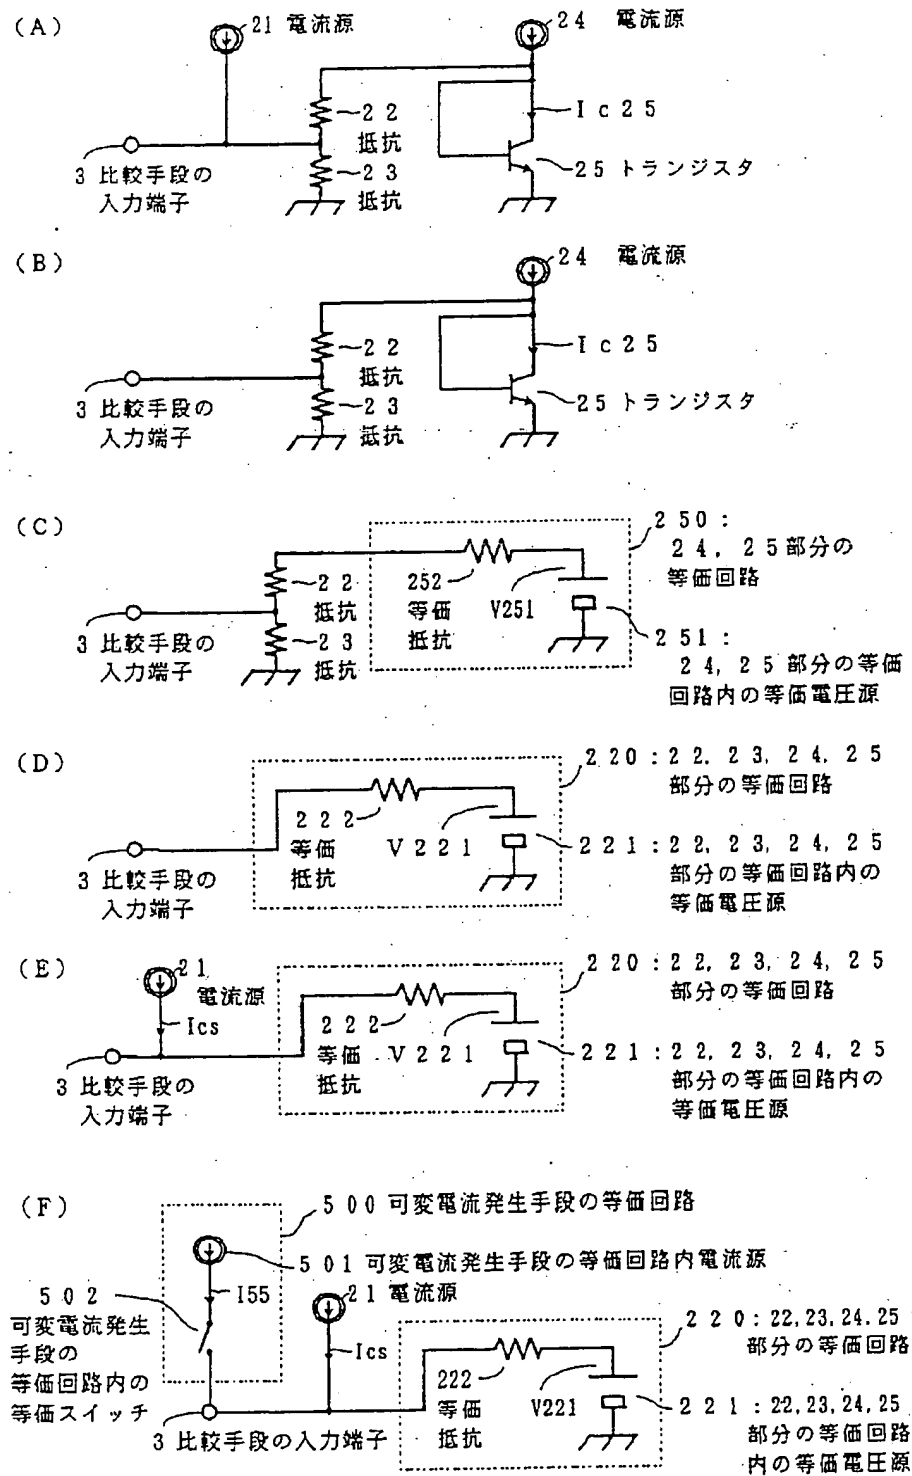 (A)
21 電流源
24 電流源
22
抵抗
Ic25
23
抵抗
25 トランジスタ
3 比較手段の
入力端子
(B)
24 電流源
22
抵抗
Ic25
23
抵抗
25 トランジスタ
3 比較手段の
入力端子
(C)
250:
24, 25部分の
等価回路
22
抵抗
252
等価
抵抗
V251
3 比較手段の
入力端子
23
抵抗
251:
24, 25部分の等価
回路内の等価電圧源
(D)
220:22, 23, 24, 25
部分の等価回路
222
等価
抵抗
V221
221:22, 23, 24, 25
部分の等価回路内の
等価電圧源
3 比較手段の
入力端子
(E)
21
電流源
Ics
220:22, 23, 24, 25
部分の等価回路
222
等価
抵抗
V221
221:22, 23, 24, 25
部分の等価回路内の
等価電圧源
3 比較手段の
入力端子
(F)
500 可変電流発生手段の等価回路
501 可変電流発生手段の等価回路内電流源
502
可変電流発生
手段の
等価回路内の
等価スイッチ
I55
21 電流源
Ics
220:22,23,24.25
部分の等価回路
222
等価
抵抗
V221
221:22,23,24,25
部分の等価回路
内の等価電圧源
3 比較手段の入力端子